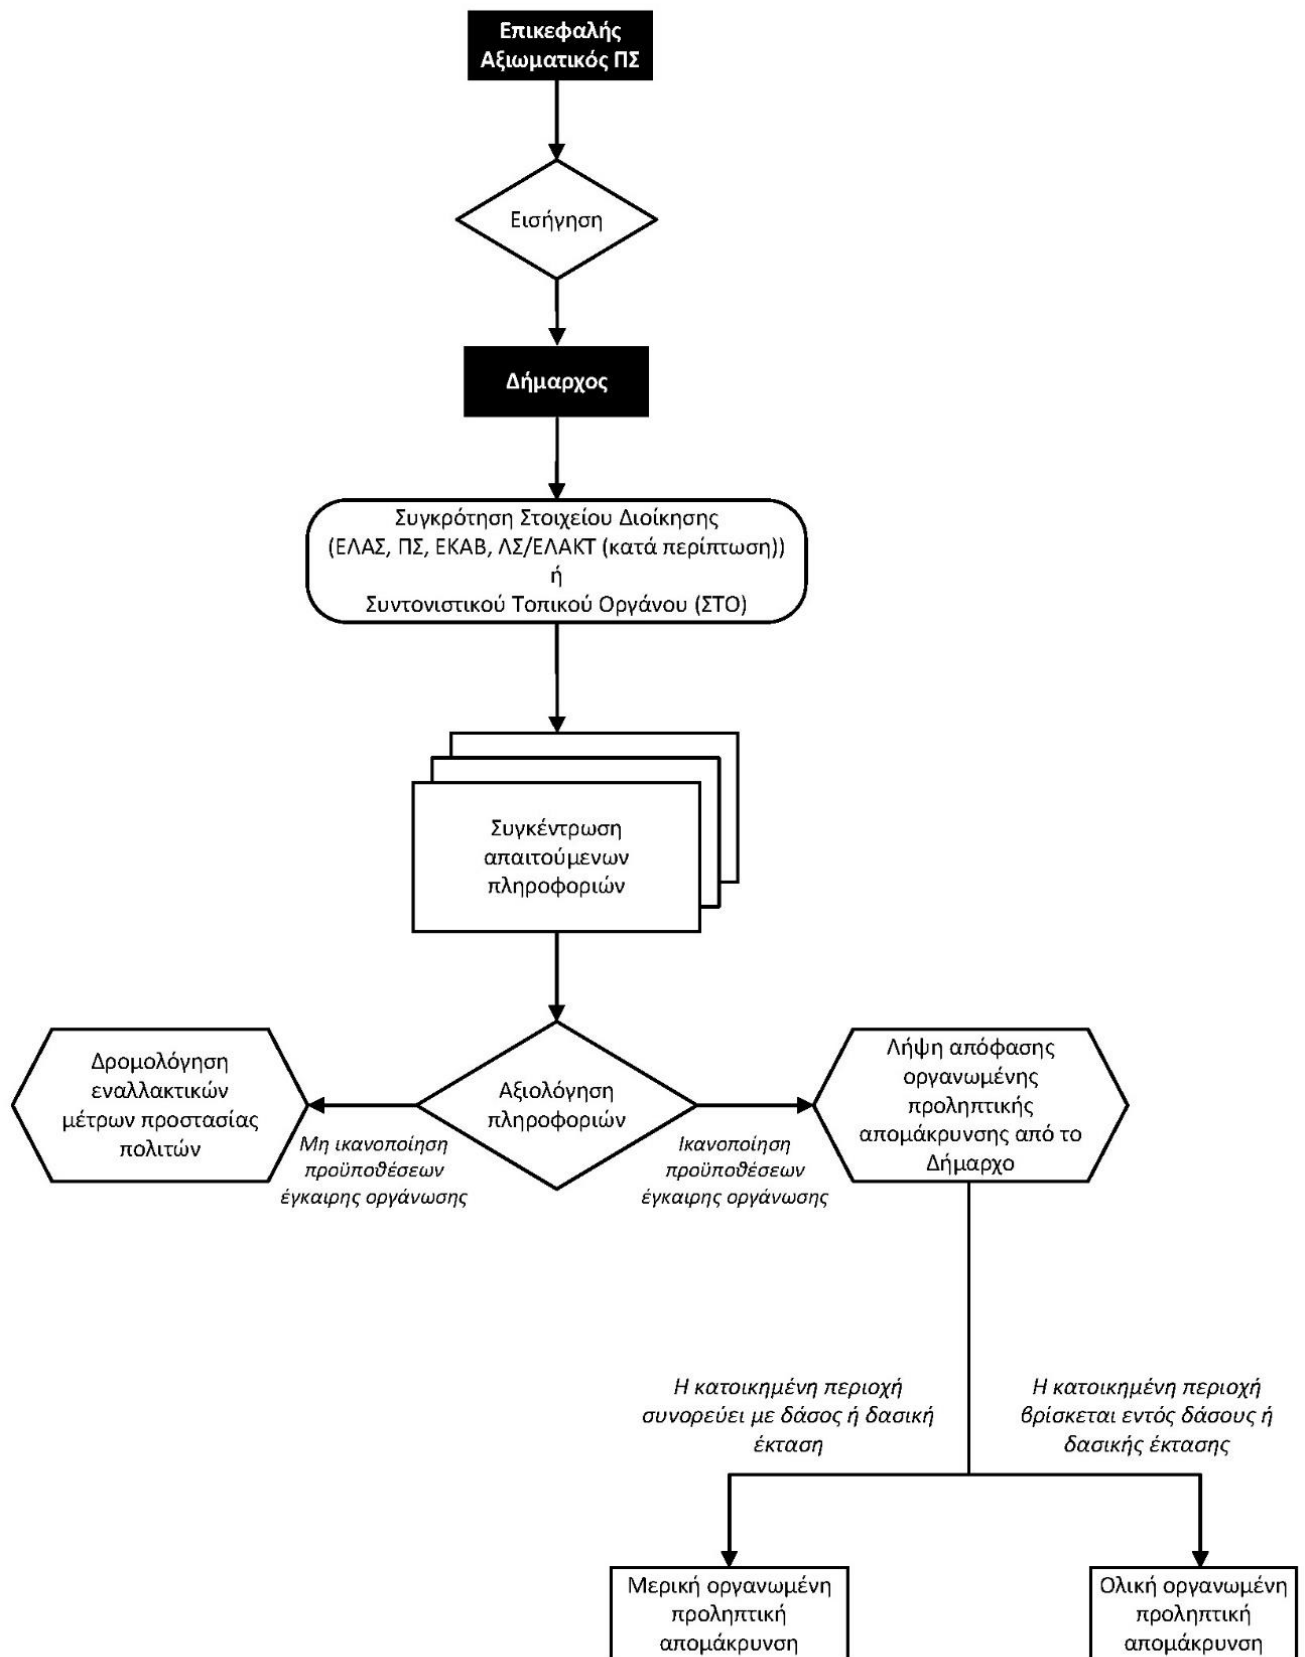 Επικεφαλής
Αξιωματικός ΠΣ
Εισήγηση
Δήμαρχος
Συγκρότηση Στοιχείου Διοίκησης
(ΕΛΑΣ, ΠΣ, ΕΚΑΒ, ΛΣ/ΕΛΑΚΤ (κατά περίπτωση))
ή
Συντονιστικού Τοπικού Οργάνου (ΣΤΟ)
Συγκέντρωση
απαιτούμενων
πληροφοριών
Δρομολόγηση
εναλλακτικών
μέτρων προστασίας
πολιτών
Αξιολόγηση
πληροφοριών
Λήψη απόφασης
οργανωμένης
προληπτικής
απομάκρυνσης από το
Δήμαρχο
Μη ικανοποίηση
προϋποθέσεων
έγκαιρης οργάνωσης
Ικανοποίηση
προϋποθέσεων
έγκαιρης οργάνωσης
Η κατοικημένη περιοχή
συνορεύει με δάσος ή δασική
έκταση
Η κατοικημένη περιοχή
βρίσκεται εντός δάσους ή
δασικής έκτασης
Μερική οργανωμένη
προληπτική
απομάκρυνση
Ολική οργανωμένη
προληπτική
απομάκρυνση